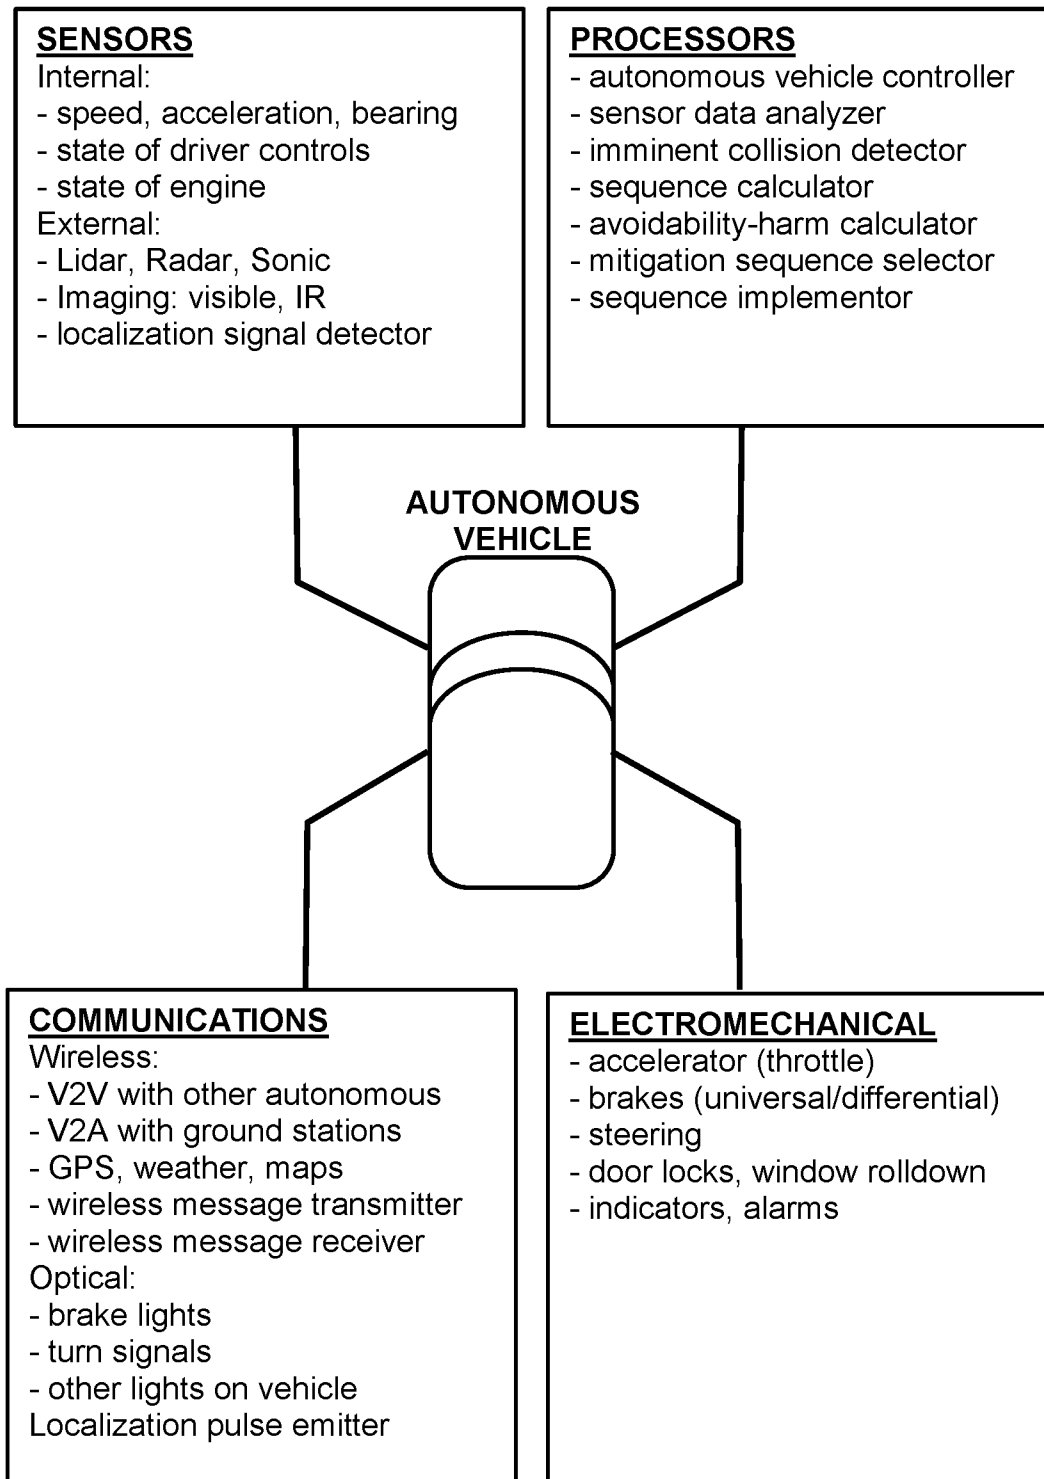 SENSORS
Internal:
- speed, acceleration, bearing
- state of driver controls
- state of engine
External:
- Lidar, Radar, Sonic
- Imaging: visible, IR
- localization signal detector
PROCESSORS
- autonomous vehicle controller
- sensor data analyzer
- imminent collision detector
- sequence calculator
- avoidability-harm calculator
- mitigation sequence selector
- sequence implementor
AUTONOMOUS
VEHICLE
COMMUNICATIONS
Wireless:
- V2V with other autonomous
- V2A with ground stations
- GPS, weather, maps
- wireless message transmitter
- wireless message receiver
Optical:
- brake lights
- turn signals
- other lights on vehicle
Localization pulse emitter
ELECTROMECHANICAL
- accelerator (throttle)
- brakes (universal/differential)
- steering
- door locks, window rolldown
- indicators, alarms